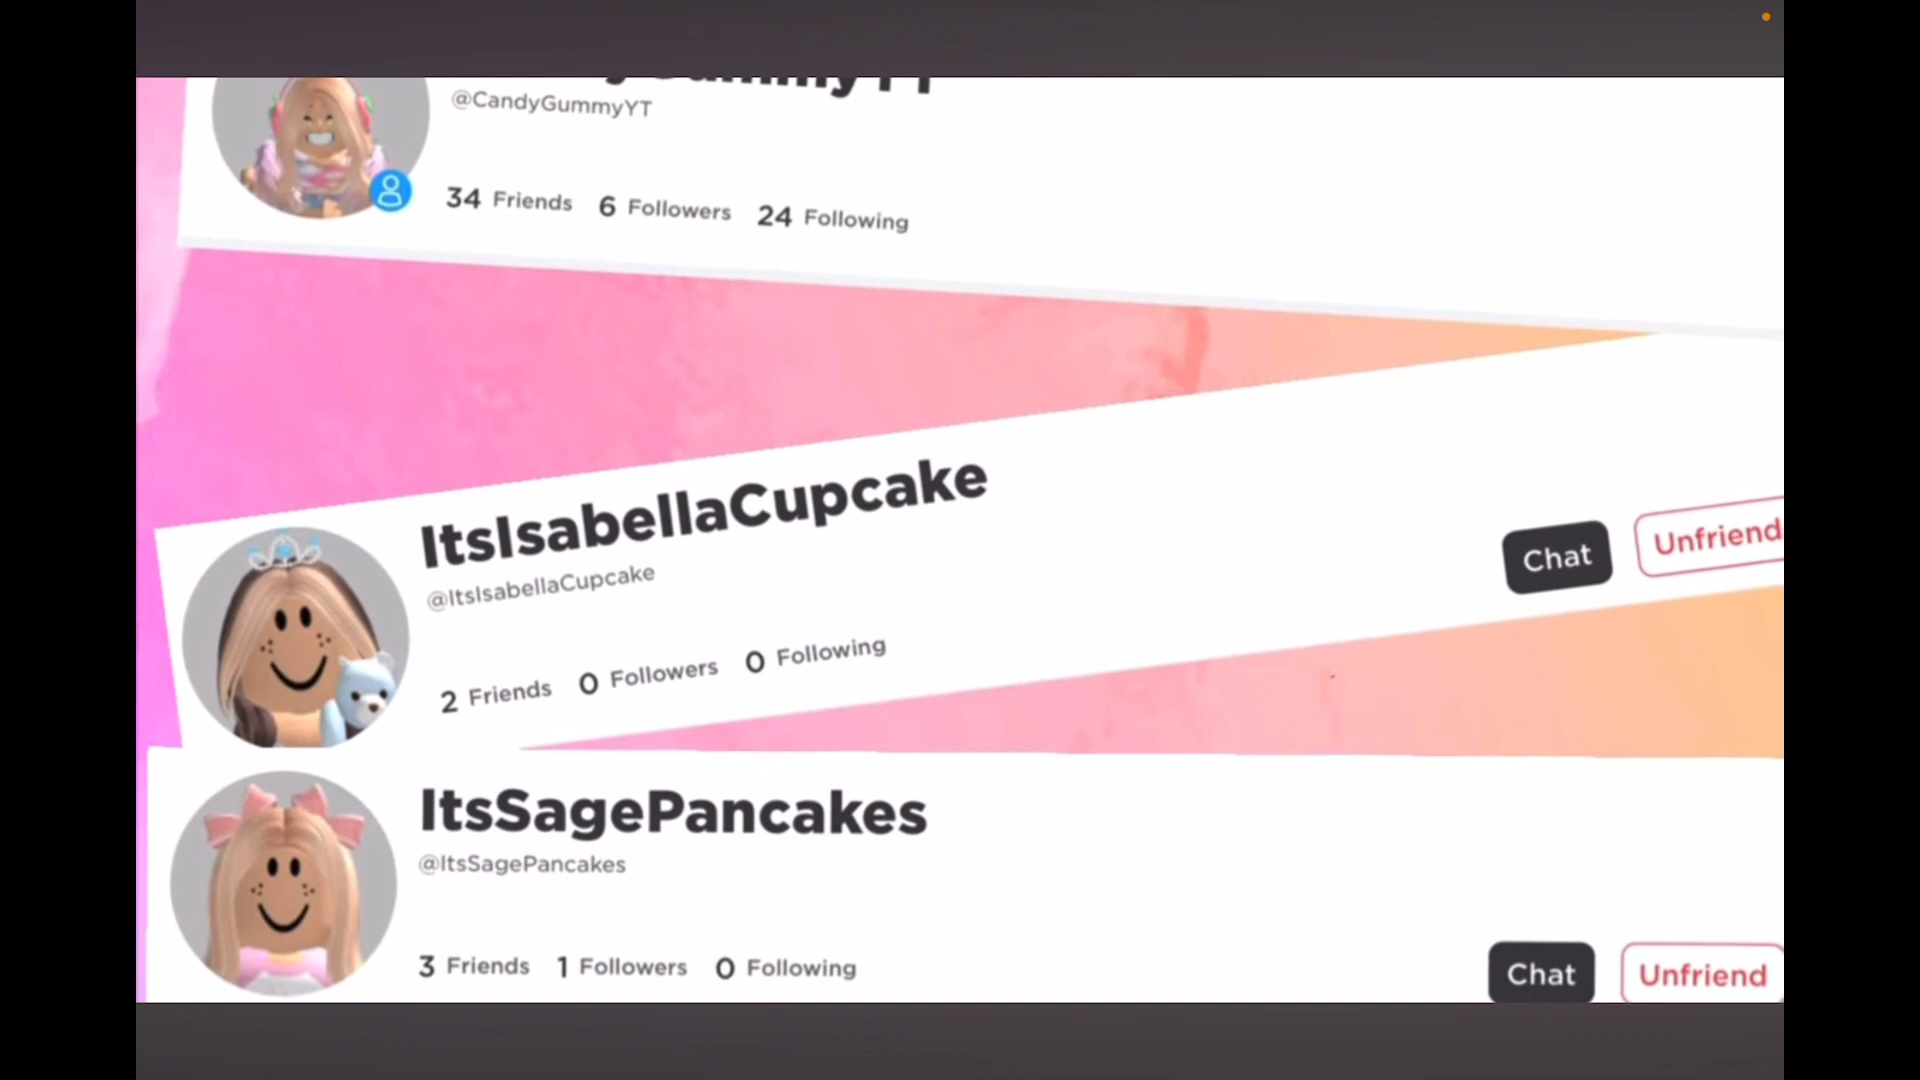 @CandyGummyYT
34 Friends 6 Followers 24 Following
ItsIsabellaCupcake
@ItsIsabellaCupcake
Chat Unfriend
2 Friends 0 Followers 0 Following
ItsSagePancakes
@ItsSagePancakes
3 Friends 1 Followers 0 Following
Chat Unfriend